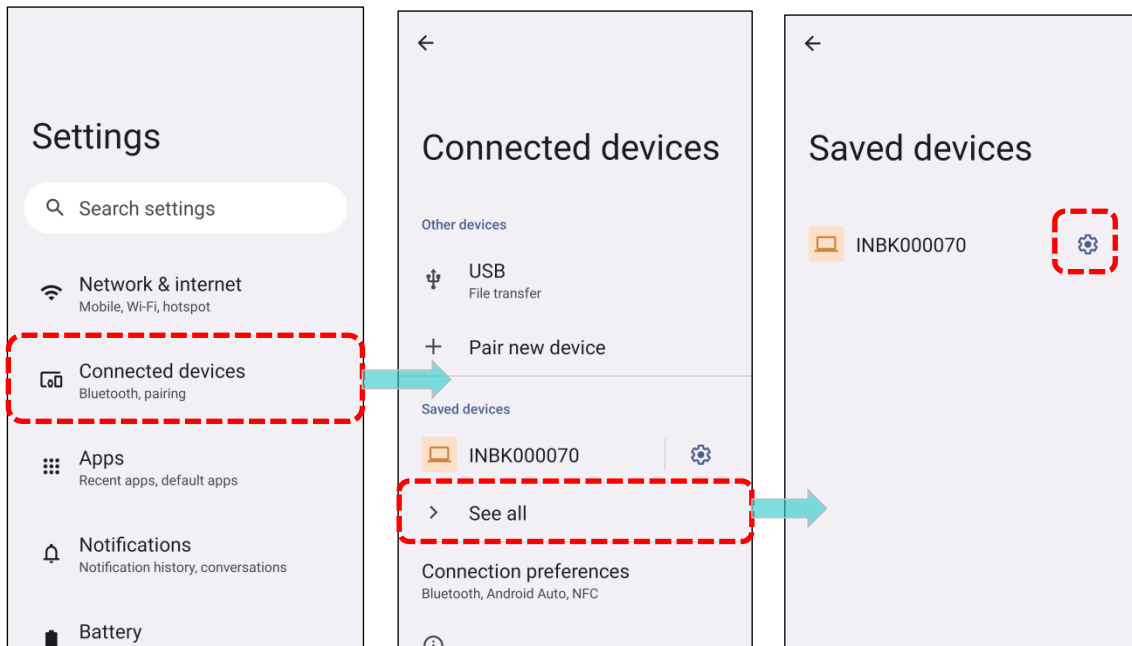 Settings
Search settings
Network & internet
Mobile, Wi-Fi, hotspot
Connected devices
Bluetooth, pairing
Apps
Recent apps, default apps
Notifications
Notification history, conversations
Battery
Connected devices
Other devices
USB
File transfer
Pair new device
Saved devices
INBK000070
See all
Connection preferences
Bluetooth, Android Auto, NFC
Saved devices
INBK000070